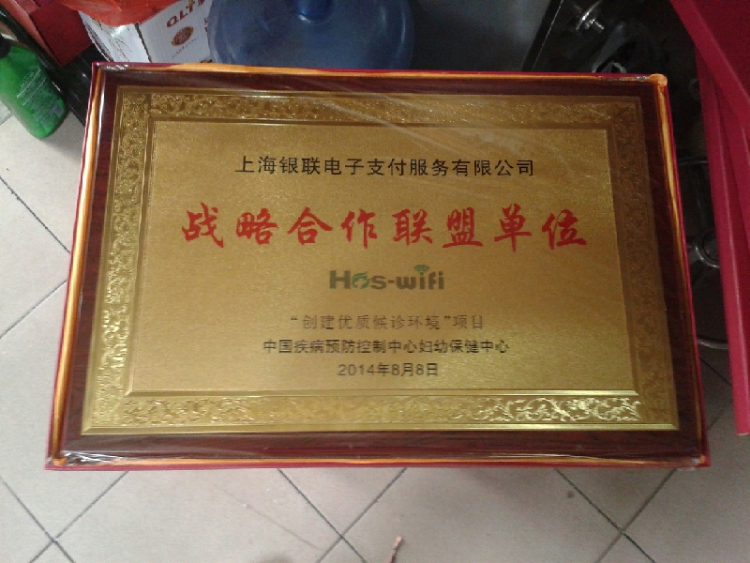 QLT
上海银联电子支付服务有限公司
战略合作联盟单位
Hos-wifi
“创建优质候诊环境”项目
中国疾病预防控制中心妇幼保健中心
2014年8月8日